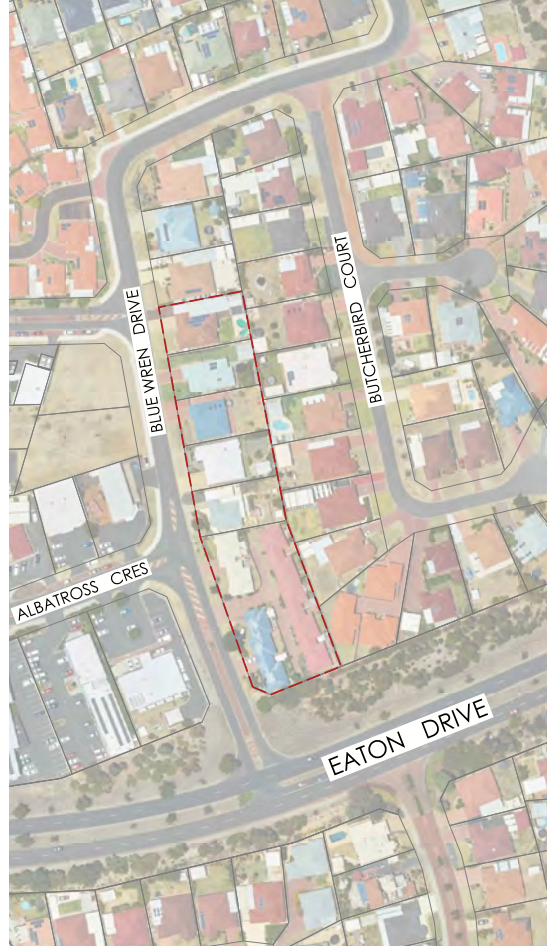 BUTCHERBIRD COURT
BLUE WREN DRIVE
ALBATROSS CRES
EATON DRIVE